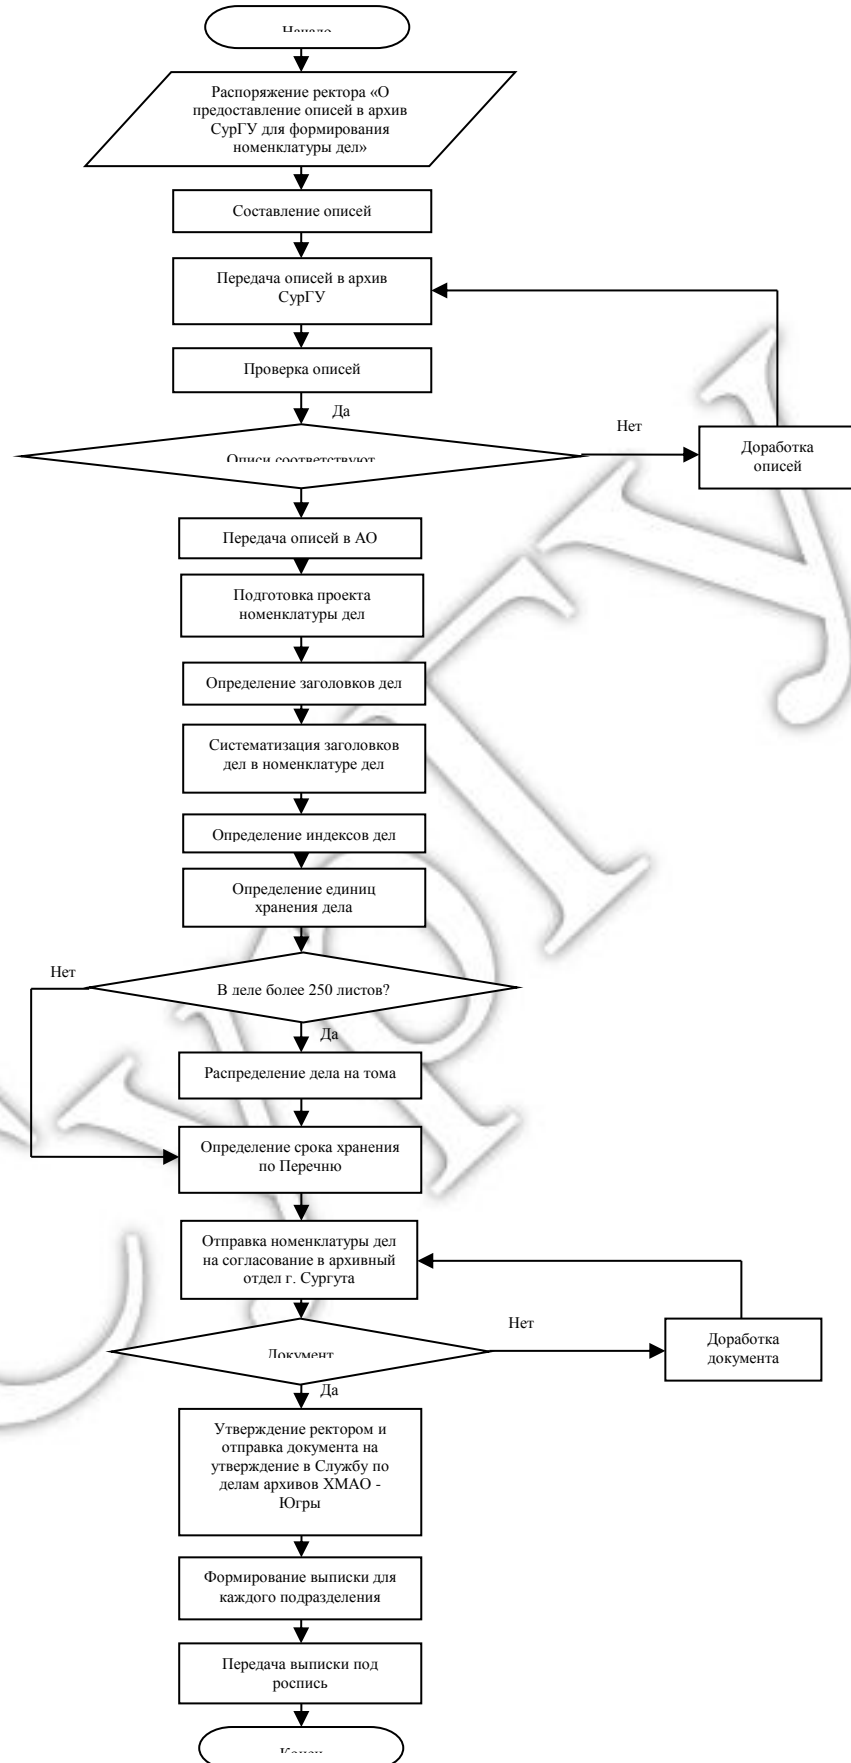 Начало
Распоряжение ректора «О
предоставление описей в архив
СурГУ для формирования
номенклатуры дел»
Составление описей
Передача описей в архив
СурГУ
Проверка описей
Да
Описи соответствуют
Нет
Доработка
описей
Передача описей в АО
Подготовка проекта
номенклатуры дел
Определение заголовков дел
Систематизация заголовков
дел в номенклатуре дел
Определение индексов дел
Определение единиц
хранения дела
Нет
В деле более 250 листов?
Да
Распределение дела на тома
Определение срока хранения
по Перечню
Отправка номенклатуры дел
на согласование в архивный
отдел г. Сургута
Документ
Нет
Доработка
документа
Да
Утверждение ректором и
отправка документа на
утверждение в Службу по
делам архивов ХМАО -
Югры
Формирование выписки для
каждого подразделения
Передача выписки под
роспись
Конец
СурГУ